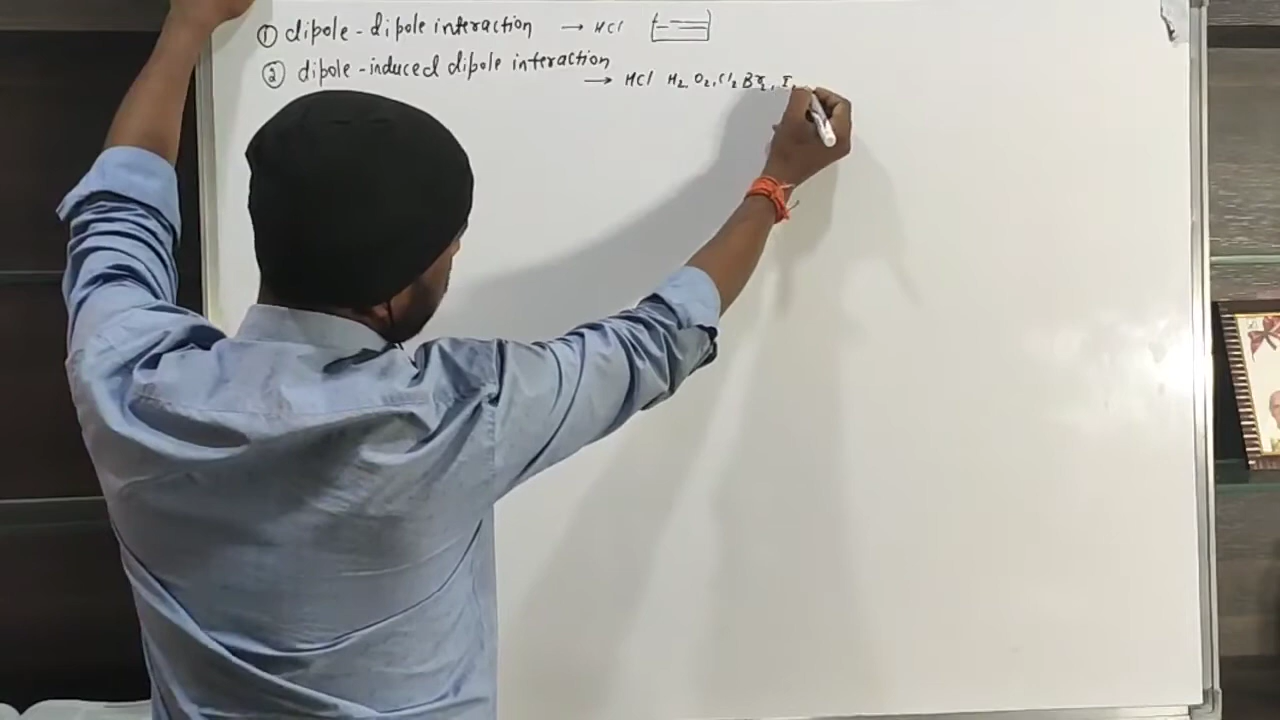 ① dipole - dipole interaction → HCl
② dipole - induced dipole interaction
→ HCl H₂ O₂, Cl₂ Br₂, I₂